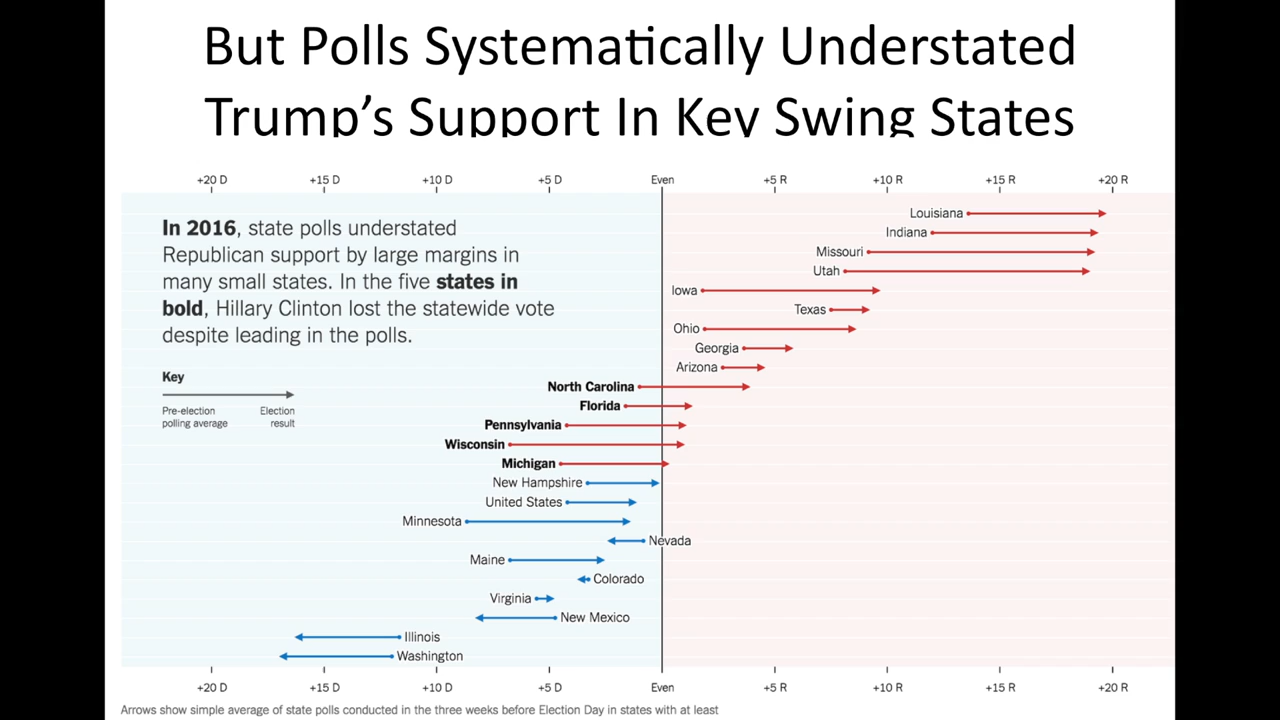 But Polls Systematically Understated
Trump's Support In Key Swing States
+20 D +15 D +10 D +5 D Even +5 R +10 R +15 R +20 R
In 2016, state polls understated
Republican support by large margins in
many small states. In the five states in
bold, Hillary Clinton lost the statewide vote
despite leading in the polls.
Key
Pre-election
polling average
Election
result
Louisiana
Indiana
Missouri
Utah
Iowa
Texas
Ohio
Georgia
Arizona
North Carolina
Florida
Pennsylvania
Wisconsin
Michigan
New Hampshire
United States
Minnesota
Nevada
Maine
Colorado
Virginia
New Mexico
Illinois
Washington
+20 D +15 D +10 D +5 D Even +5 R +10 R +15 R +20 R
Arrows show simple average of state polls conducted in the three weeks before Election Day in states with at least